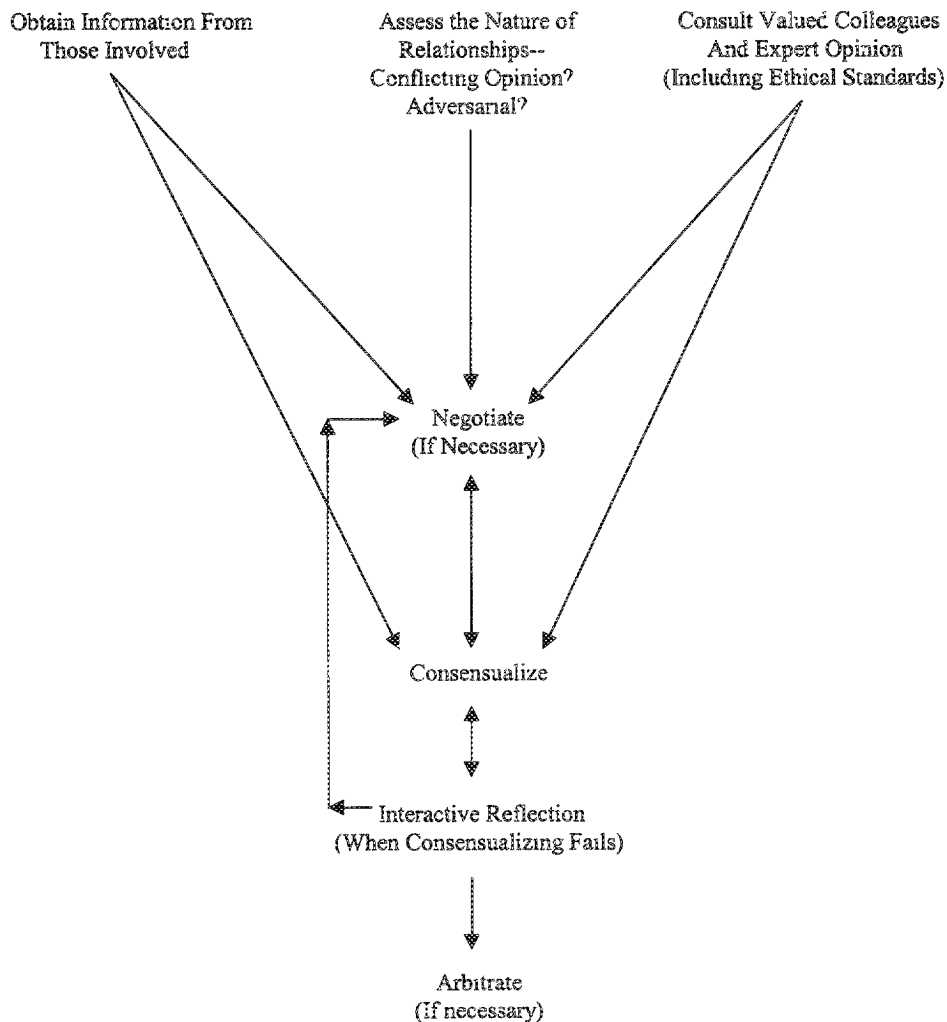 Obtain Information From
Those Involved
Assess the Nature of
Relationships--
Conflicting Opinion?
Adversarial?
Consult Valued Colleagues
And Expert Opinion
(Including Ethical Standards)
Negotiate
(If Necessary)
Consensualize
Interactive Reflection
(When Consensualizing Fails)
Arbitrate
(If necessary)